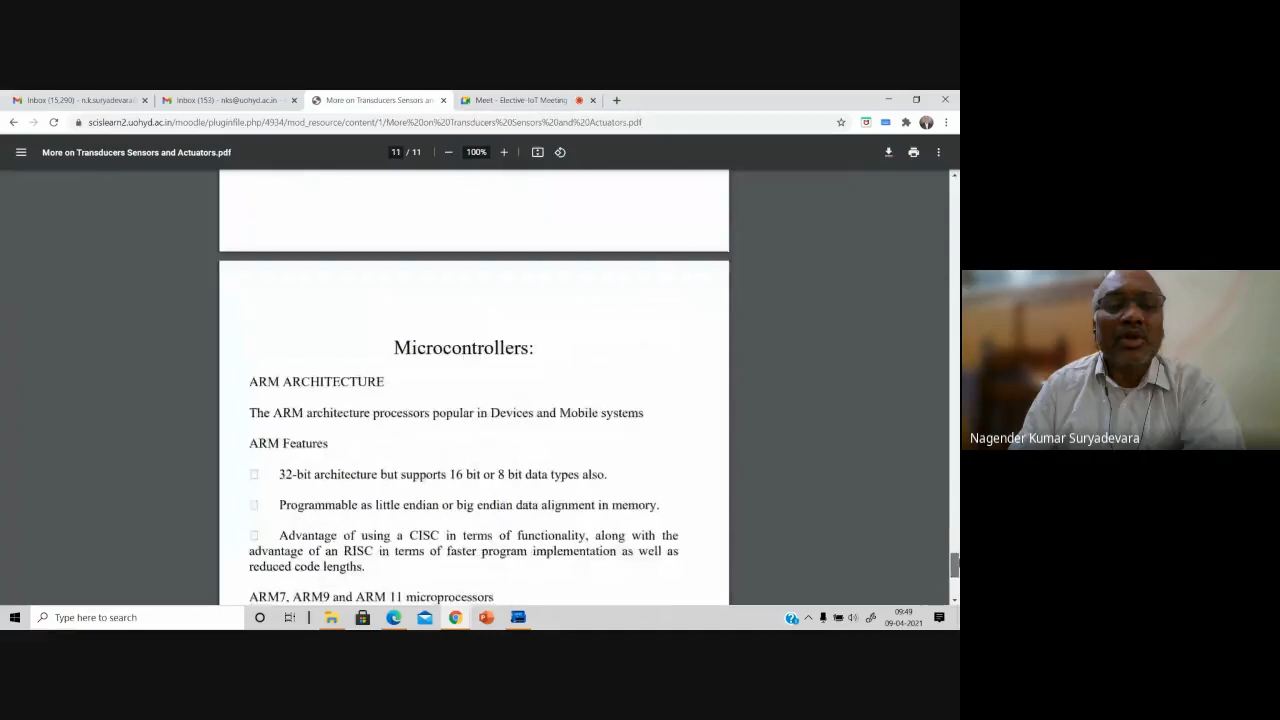 Inbox (15,290) - n.k.suryadevara
Inbox (153) - nks@uohyd.ac.in
More on Transducers Sensors an
Meet - Elective-IoT Meeting
scislearn2.uohyd.ac.in/moodle/pluginfile.php/4934/mod_resource/content/1/More%20on%20Transducers%20Sensors%20and%20Actuators.pdf
More on Transducers Sensors and Actuators.pdf
11 / 11
100%
Microcontrollers:
ARM ARCHITECTURE
The ARM architecture processors popular in Devices and Mobile systems
ARM Features
32-bit architecture but supports 16 bit or 8 bit data types also.
Programmable as little endian or big endian data alignment in memory.
Advantage of using a CISC in terms of functionality, along with the
advantage of an RISC in terms of faster program implementation as well as
reduced code lengths.
ARM7, ARM9 and ARM 11 microprocessors
Nagender Kumar Suryadevara
Type here to search
09:49
09-04-2021